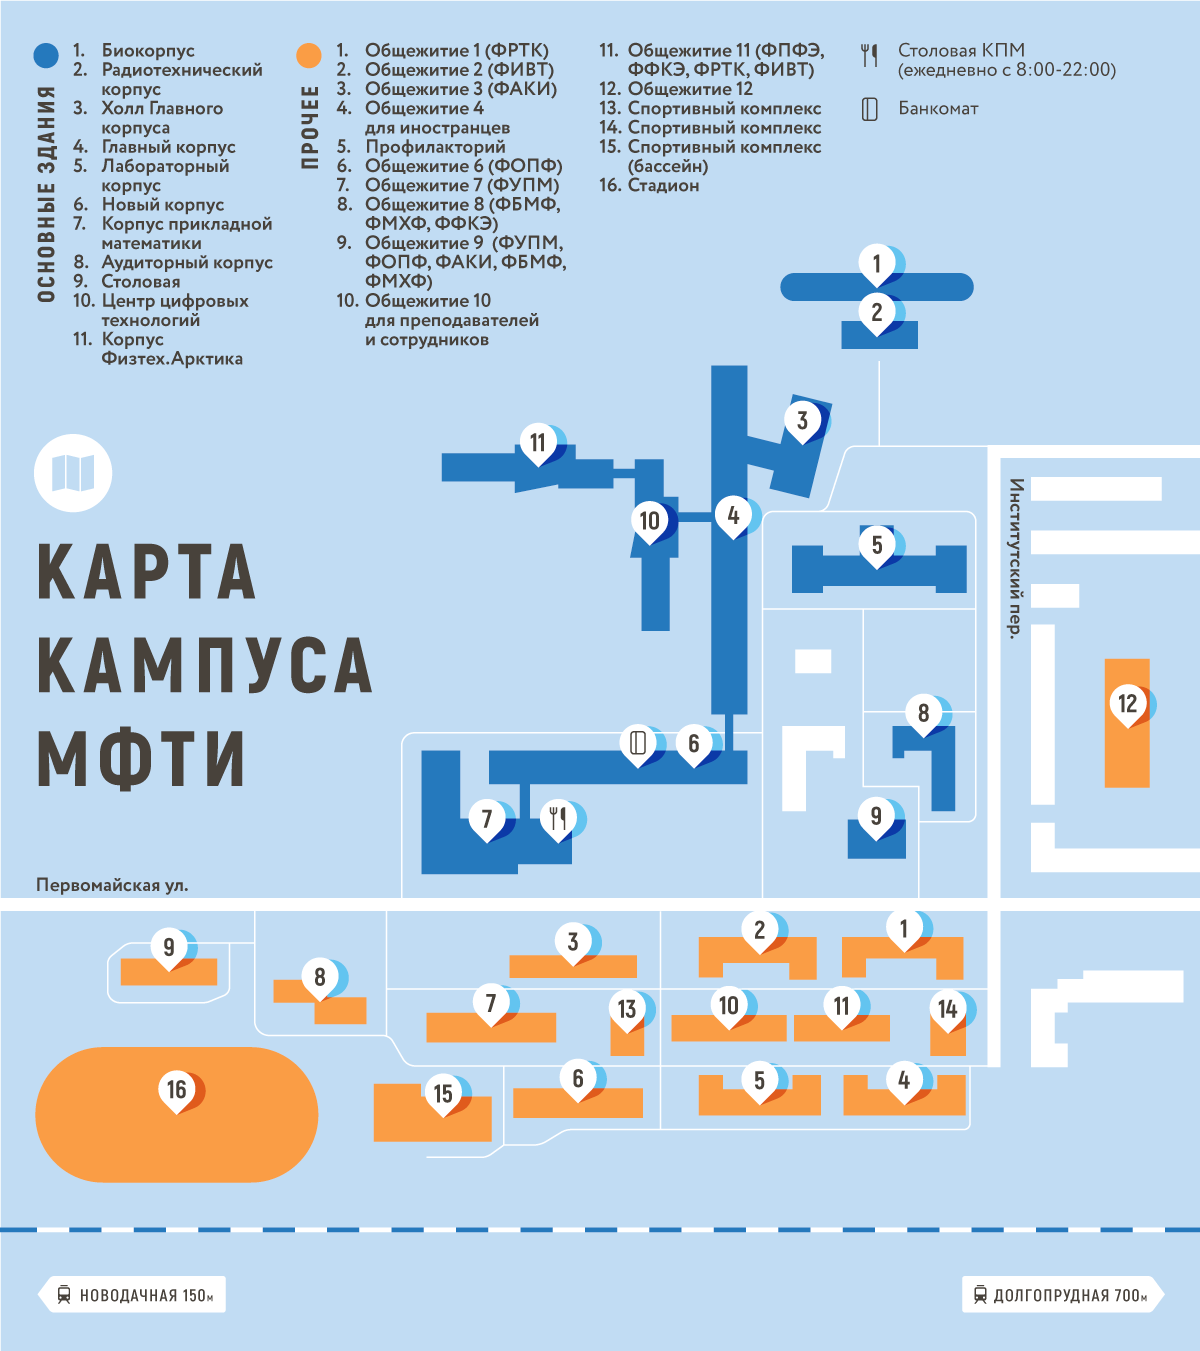 ОСНОВНЫЕ ЗДАНИЯ
1. Биокорпус
2. Радиотехнический
корпус
3. Холл Главного
корпуса
4. Главный корпус
5. Лабораторный
корпус
6. Новый корпус
7. Корпус прикладной
математики
8. Аудиторный корпус
9. Столовая
10. Центр цифровых
технологий
11. Корпус
Физтех.Арктика
ПРОЧЕЕ
1. Общежитие 1 (ФРТК)
2. Общежитие 2 (ФИВТ)
3. Общежитие 3 (ФАКИ)
4. Общежитие 4
для иностранцев
5. Профилакторий
6. Общежитие 6 (ФОПФ)
7. Общежитие 7 (ФУПМ)
8. Общежитие 8 (ФБМФ,
ФМХФ, ФФКЭ)
9. Общежитие 9 (ФУПМ,
ФОПФ, ФАКИ, ФБМФ,
ФМХФ)
10. Общежитие 10
для преподавателей
и сотрудников
11. Общежитие 11 (ФПФЭ,
ФФКЭ, ФРТК, ФИВТ)
12. Общежитие 12
13. Спортивный комплекс
14. Спортивный комплекс
15. Спортивный комплекс
(бассейн)
16. Стадион
Столовая КПМ
(ежедневно с 8:00-22:00)
Банкомат
КАРТА
КАМПУСА
МФТИ
1
2
3
11
4
10
5
Институтский пер.
12
8
6
7
9
Первомайская ул.
9
8
3
2
1
7
13
10
11
14
16
15
6
5
4
НОВОДАЧНАЯ 150м
ДОЛГОПРУДНАЯ 700м